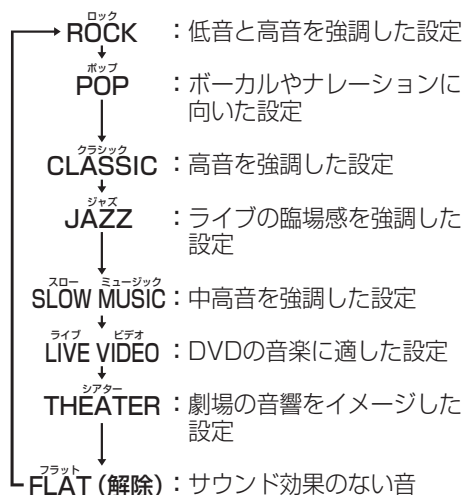 ロック
ROCK ：低音と高音を強調した設定
ポップ
POP ：ボーカルやナレーションに
向いた設定
クラシック
CLASSIC ：高音を強調した設定
ジャズ
JAZZ ：ライブの臨場感を強調した
設定
スロー ミュージック
SLOW MUSIC：中高音を強調した設定
ライブ ビデオ
LIVE VIDEO ：DVDの音楽に適した設定
シアター
THEATER ：劇場の音響をイメージした
設定
フラット
FLAT（解除）：サウンド効果のない音